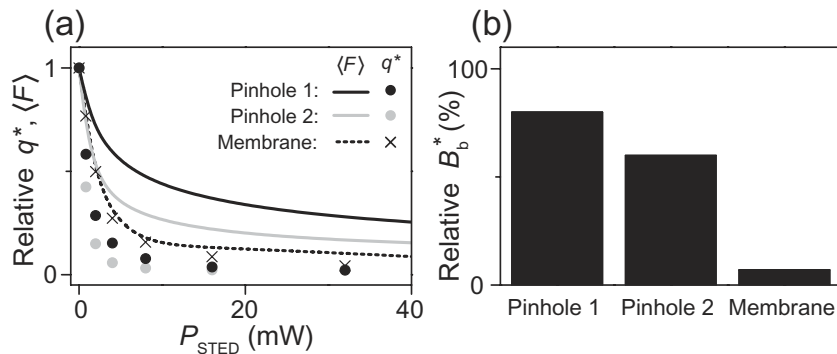 (a)
Relative q*, ⟨F⟩
1
0
⟨F⟩ q*
Pinhole 1:
Pinhole 2:
Membrane:
0 20 40
P_STED (mW)
(b)
Relative B_b* (%)
100
0
Pinhole 1 Pinhole 2 Membrane